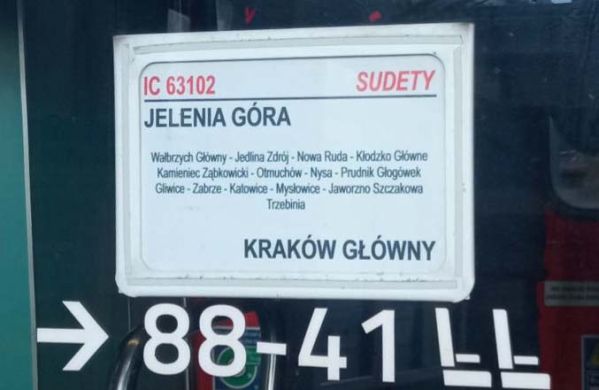 IC 63102 SUDETY
JELENIA GÓRA
Wałbrzych Główny - Jedlina Zdrój - Nowa Ruda - Kłodzko Główne
Kamieniec Ząbkowicki - Otmuchów - Nysa - Prudnik Głogówek
Gliwice - Zabrze - Katowice - Mysłowice - Jaworzno Szczakowa
Trzebinia
KRAKÓW GŁÓWNY
→ 88-41 ŁŁ